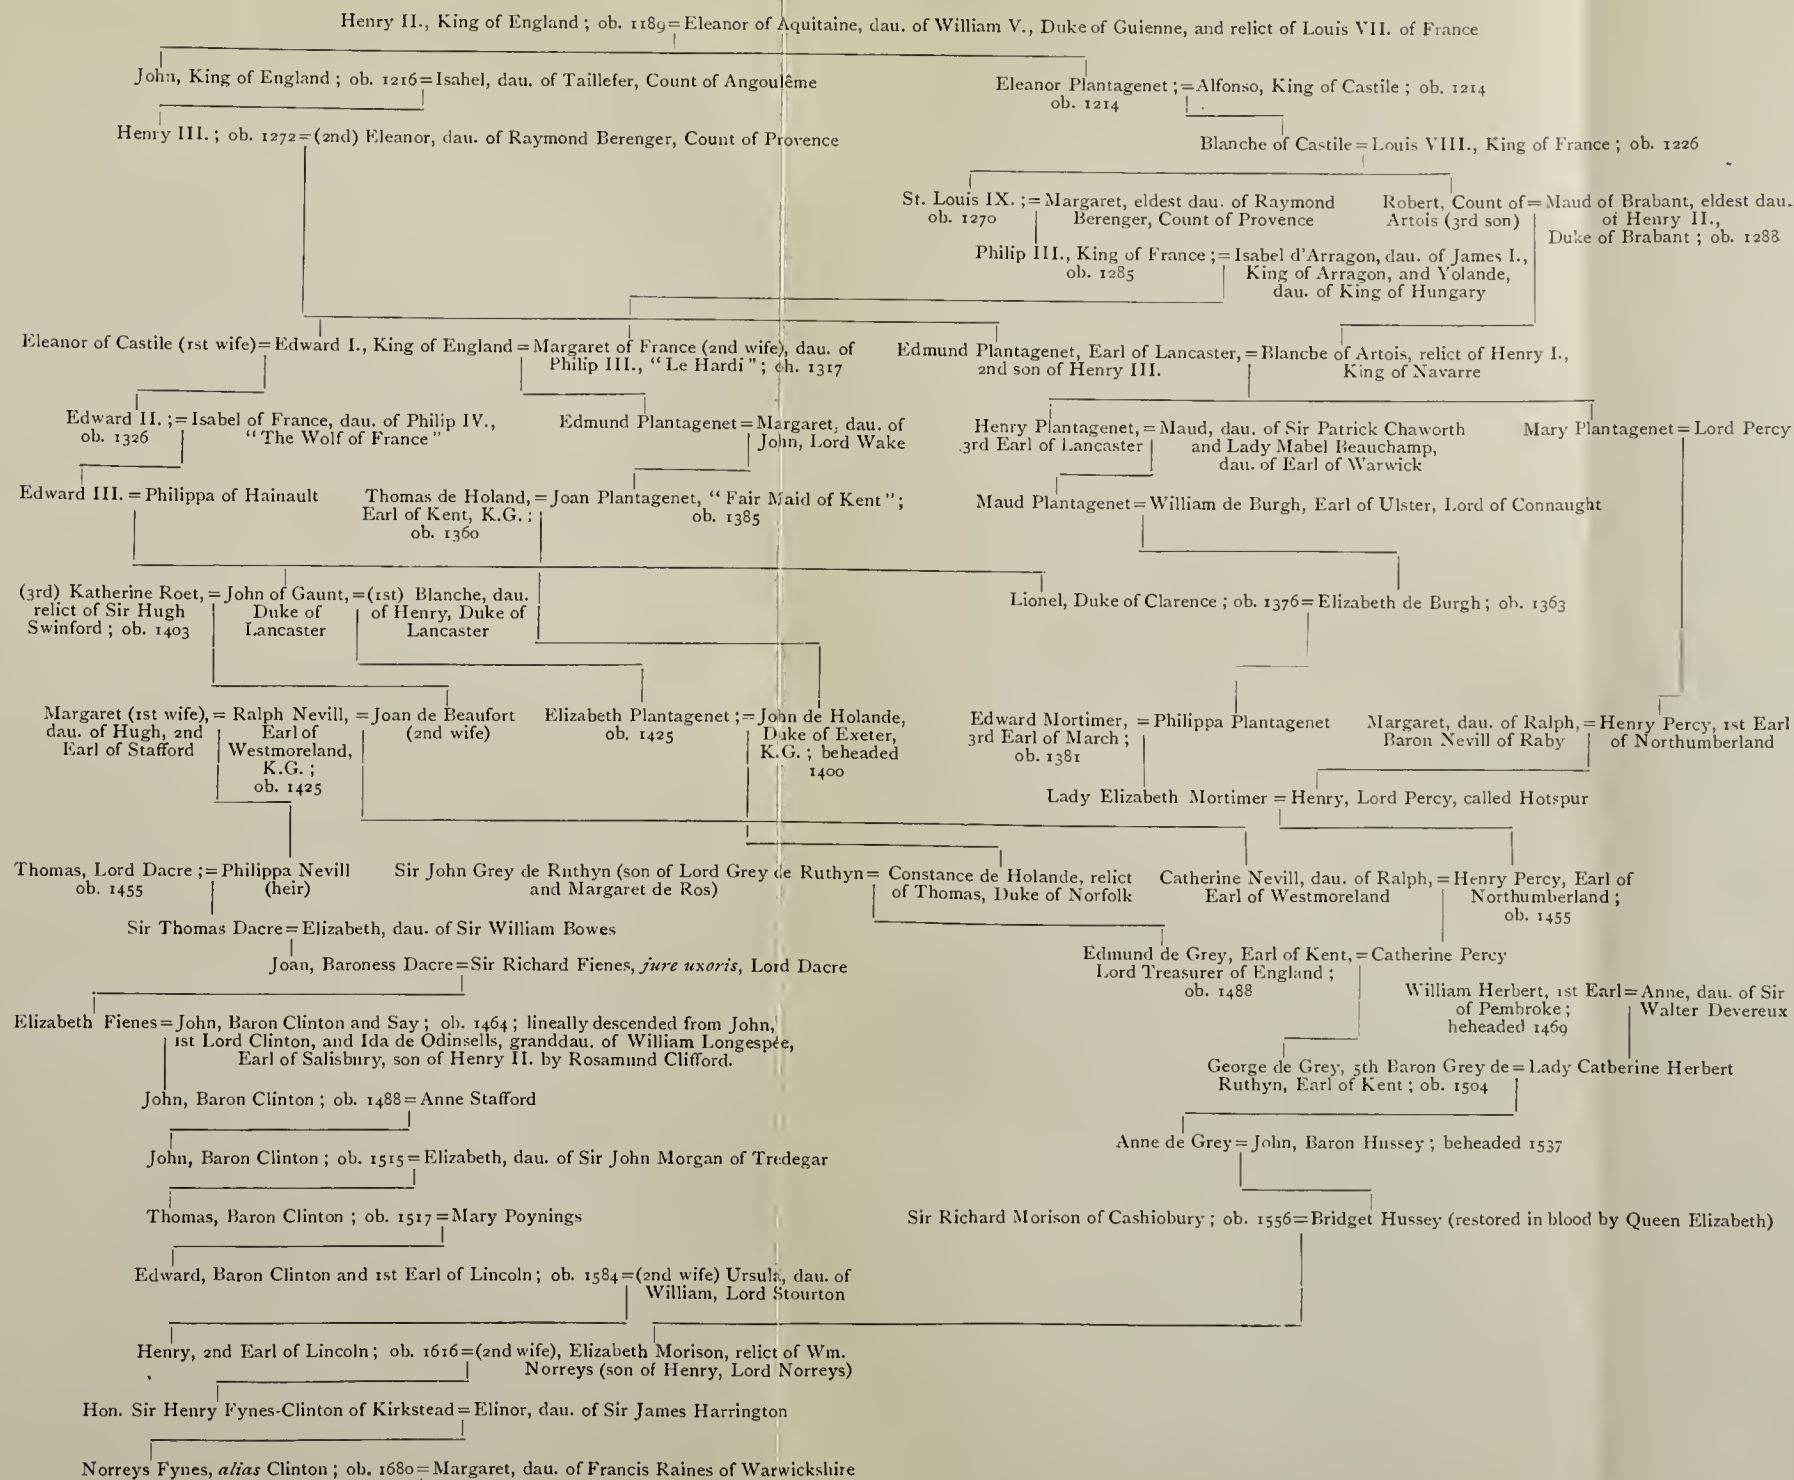 Henry II., King of England ; ob. 1189 = Eleanor of Aquitaine, dau. of William V., Duke of Guienne, and relict of Louis VII. of France
John, King of England ; ob. 1216 = Isahel, dau. of Taillefer, Count of Angoulême
Eleanor Plantagenet ; = Alfonso, King of Castile ; ob. 1214
ob. 1214
Henry III. ; ob. 1272 = (2nd) Eleanor, dau. of Raymond Berenger, Count of Provence
Blanche of Castile = Louis VIII., King of France ; ob. 1226
St. Louis IX. ; = Margaret, eldest dau. of Raymond
ob. 1270 Berenger, Count of Provence
Robert, Count of = Maud of Brabant, eldest dau.
Artois (3rd son) of Henry II.,
Duke of Brabant ; ob. 1288
Philip III., King of France ; = Isabel d'Arragon, dau. of James I.,
ob. 1285 King of Arragon, and Yolande,
dau. of King of Hungary
Eleanor of Castile (1st wife) = Edward I., King of England = Margaret of France (2nd wife), dau. of
Philip III., "Le Hardi" ; oh. 1317
Edmund Plantagenet, Earl of Lancaster, = Blancbe of Artois, relict of Henry I.,
2nd son of Henry III. King of Navarre
Edward II. ; = Isabel of France, dau. of Philip IV.,
ob. 1326 "The Wolf of France"
Edmund Plantagenet = Margaret, dau. of
John, Lord Wake
Henry Plantagenet, = Maud, dau. of Sir Patrick Chaworth
3rd Earl of Lancaster and Lady Mabel Beauchamp,
dau. of Earl of Warwick
Mary Plantagenet = Lord Percy
Edward III. = Philippa of Hainault
Thomas de Holand, = Joan Plantagenet, "Fair Maid of Kent" ;
Earl of Kent, K.G. ; ob. 1385
ob. 1360
Maud Plantagenet = William de Burgh, Earl of Ulster, Lord of Connaught
(3rd) Katherine Roet, = John of Gaunt, = (1st) Blanche, dau.
relict of Sir Hugh Duke of of Henry, Duke of
Swinford ; ob. 1403 Lancaster Lancaster
Lionel, Duke of Clarence ; ob. 1376 = Elizabeth de Burgh ; ob. 1363
Margaret (1st wife), = Ralph Nevill, = Joan de Beaufort
dau. of Hugh, 2nd Earl of (2nd wife)
Earl of Stafford Westmoreland,
K.G. ;
ob. 1425
Elizabeth Plantagenet ; = John de Holande,
ob. 1425 Duke of Exeter,
K.G. ; beheaded
1400
Edward Mortimer, = Philippa Plantagenet
3rd Earl of March ;
ob. 1381
Margaret, dau. of Ralph, = Henry Percy, 1st Earl
Baron Nevill of Raby of Northumberland
Lady Elizabeth Mortimer = Henry, Lord Percy, called Hotspur
Thomas, Lord Dacre ; = Philippa Nevill
ob. 1455 (heir)
Sir John Grey de Ruthyn (son of Lord Grey de Ruthyn = Constance de Holande, relict
and Margaret de Ros) of Thomas, Duke of Norfolk
Catherine Nevill, dau. of Ralph, = Henry Percy, Earl of
Earl of Westmoreland Northumberland ;
ob. 1455
Sir Thomas Dacre = Elizabeth, dau. of Sir William Bowes
Joan, Baroness Dacre = Sir Richard Fienes, jure uxoris, Lord Dacre
Edmund de Grey, Earl of Kent, = Catherine Percy
Lord Treasurer of England ;
ob. 1488
William Herbert, 1st Earl = Anne, dau. of Sir
of Pembroke ; Walter Devereux
heheaded 1469
Elizabeth Fienes = John, Baron Clinton and Say ; ob. 1464 ; lineally descended from John,
1st Lord Clinton, and Ida de Odinsells, granddau. of William Longespée,
Earl of Salisbury, son of Henry II. by Rosamund Clifford.
George de Grey, 5th Baron Grey de = Lady Catberine Herbert
Ruthyn, Earl of Kent ; ob. 1504
John, Baron Clinton ; ob. 1488 = Anne Stafford
Anne de Grey = John, Baron Hussey ; beheaded 1537
John, Baron Clinton ; ob. 1515 = Elizabeth, dau. of Sir John Morgan of Tredegar
Thomas, Baron Clinton ; ob. 1517 = Mary Poynings
Sir Richard Morison of Cashiobury ; ob. 1556 = Bridget Hussey (restored in blood by Queen Elizabeth)
Edward, Baron Clinton and 1st Earl of Lincoln ; ob. 1584 = (2nd wife) Ursula, dau. of
William, Lord Stourton
Henry, 2nd Earl of Lincoln ; ob. 1616 = (2nd wife), Elizabeth Morison, relict of Wm.
Norreys (son of Henry, Lord Norreys)
Hon. Sir Henry Fynes-Clinton of Kirkstead = Elinor, dau. of Sir James Harrington
Norreys Fynes, alias Clinton ; ob. 1680 = Margaret, dau. of Francis Raines of Warwickshire